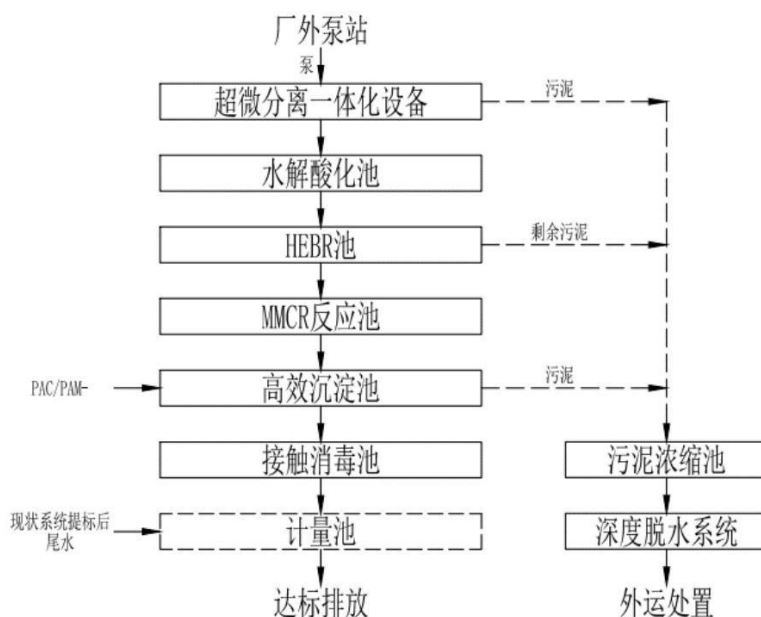 厂外泵站
泵
超微分离一体化设备
污泥
水解酸化池
HEBR池
剩余污泥
MMCR反应池
PAC/PAM-
高效沉淀池
污泥
接触消毒池
污泥浓缩池
现状系统提标后
尾水
计量池
深度脱水系统
达标排放
外运处置